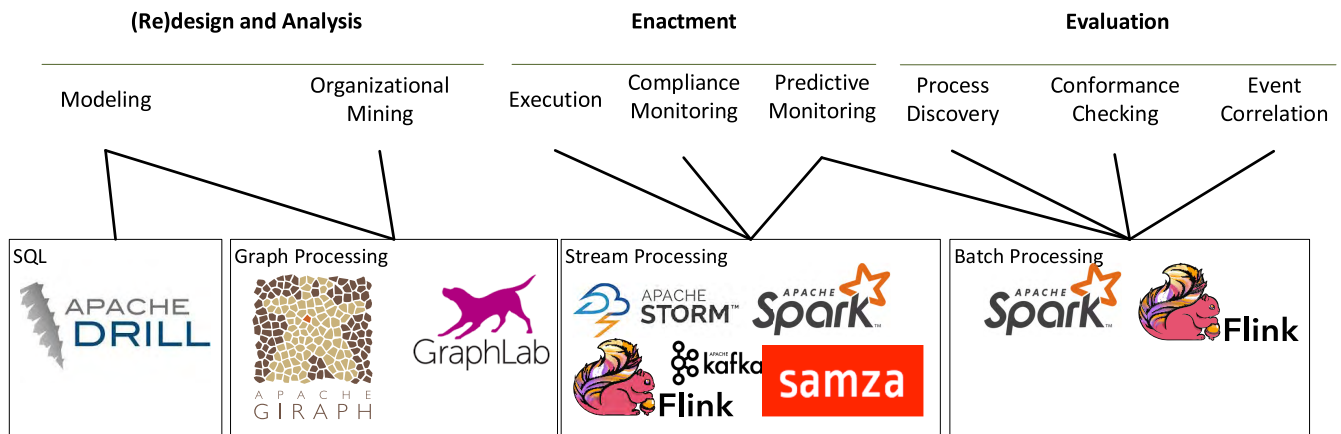 (Re)design and Analysis
Enactment
Evaluation
Modeling
Organizational
Mining
Execution
Compliance
Monitoring
Predictive
Monitoring
Process
Discovery
Conformance
Checking
Event
Correlation
SQL
APACHE
DRILL
Graph Processing
APACHE
GIRAPH
GraphLab
Stream Processing
APACHE
STORM™
APACHE
Spark™
Flink
APACHE
kafka
samza
Batch Processing
APACHE
Spark™
Flink